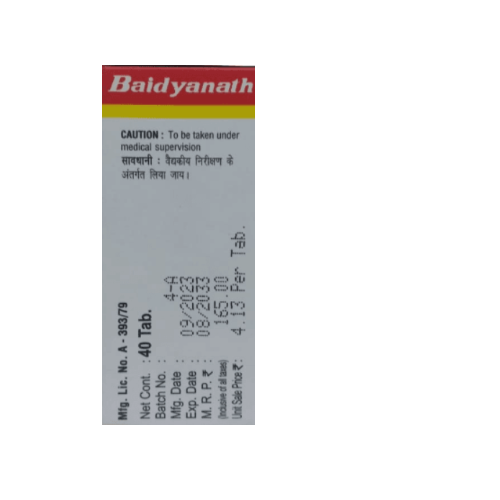 Baidyanath
CAUTION : To be taken under
medical supervision
सावधानी : वैद्यकीय निरीक्षण के
अंतर्गत लिया जाय।
Mfg. Lic. No. A - 393/79
Net Cont. : 40 Tab.
Batch No. : 4-A
Mfg. Date : 09/2023
Exp. Date : 08/2033
M. R. P. ₹ : 165.00
(Inclusive of all taxes)
Unit Sale Price ₹ : 4.13 Per Tab.